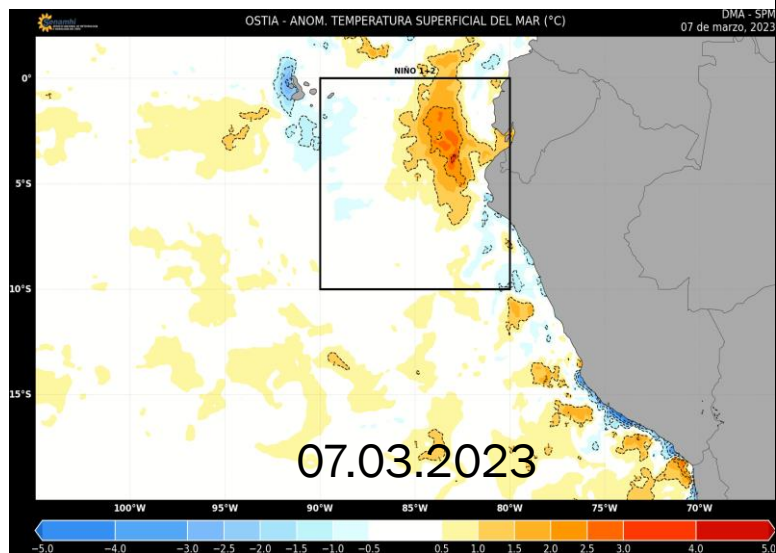 Senamhi
OSTIA - ANOM. TEMPERATURA SUPERFICIAL DEL MAR (°C)
DMA - SPM
07 de marzo, 2023
NIÑO 1+2
0°
5°S
10°S
15°S
07.03.2023
100°W 95°W 90°W 85°W 80°W 75°W 70°W
−5.0 −4.0 −3.0 −2.5 −2.0 −1.5 −1.0 −0.5 0.5 1.0 1.5 2.0 2.5 3.0 4.0 5.0